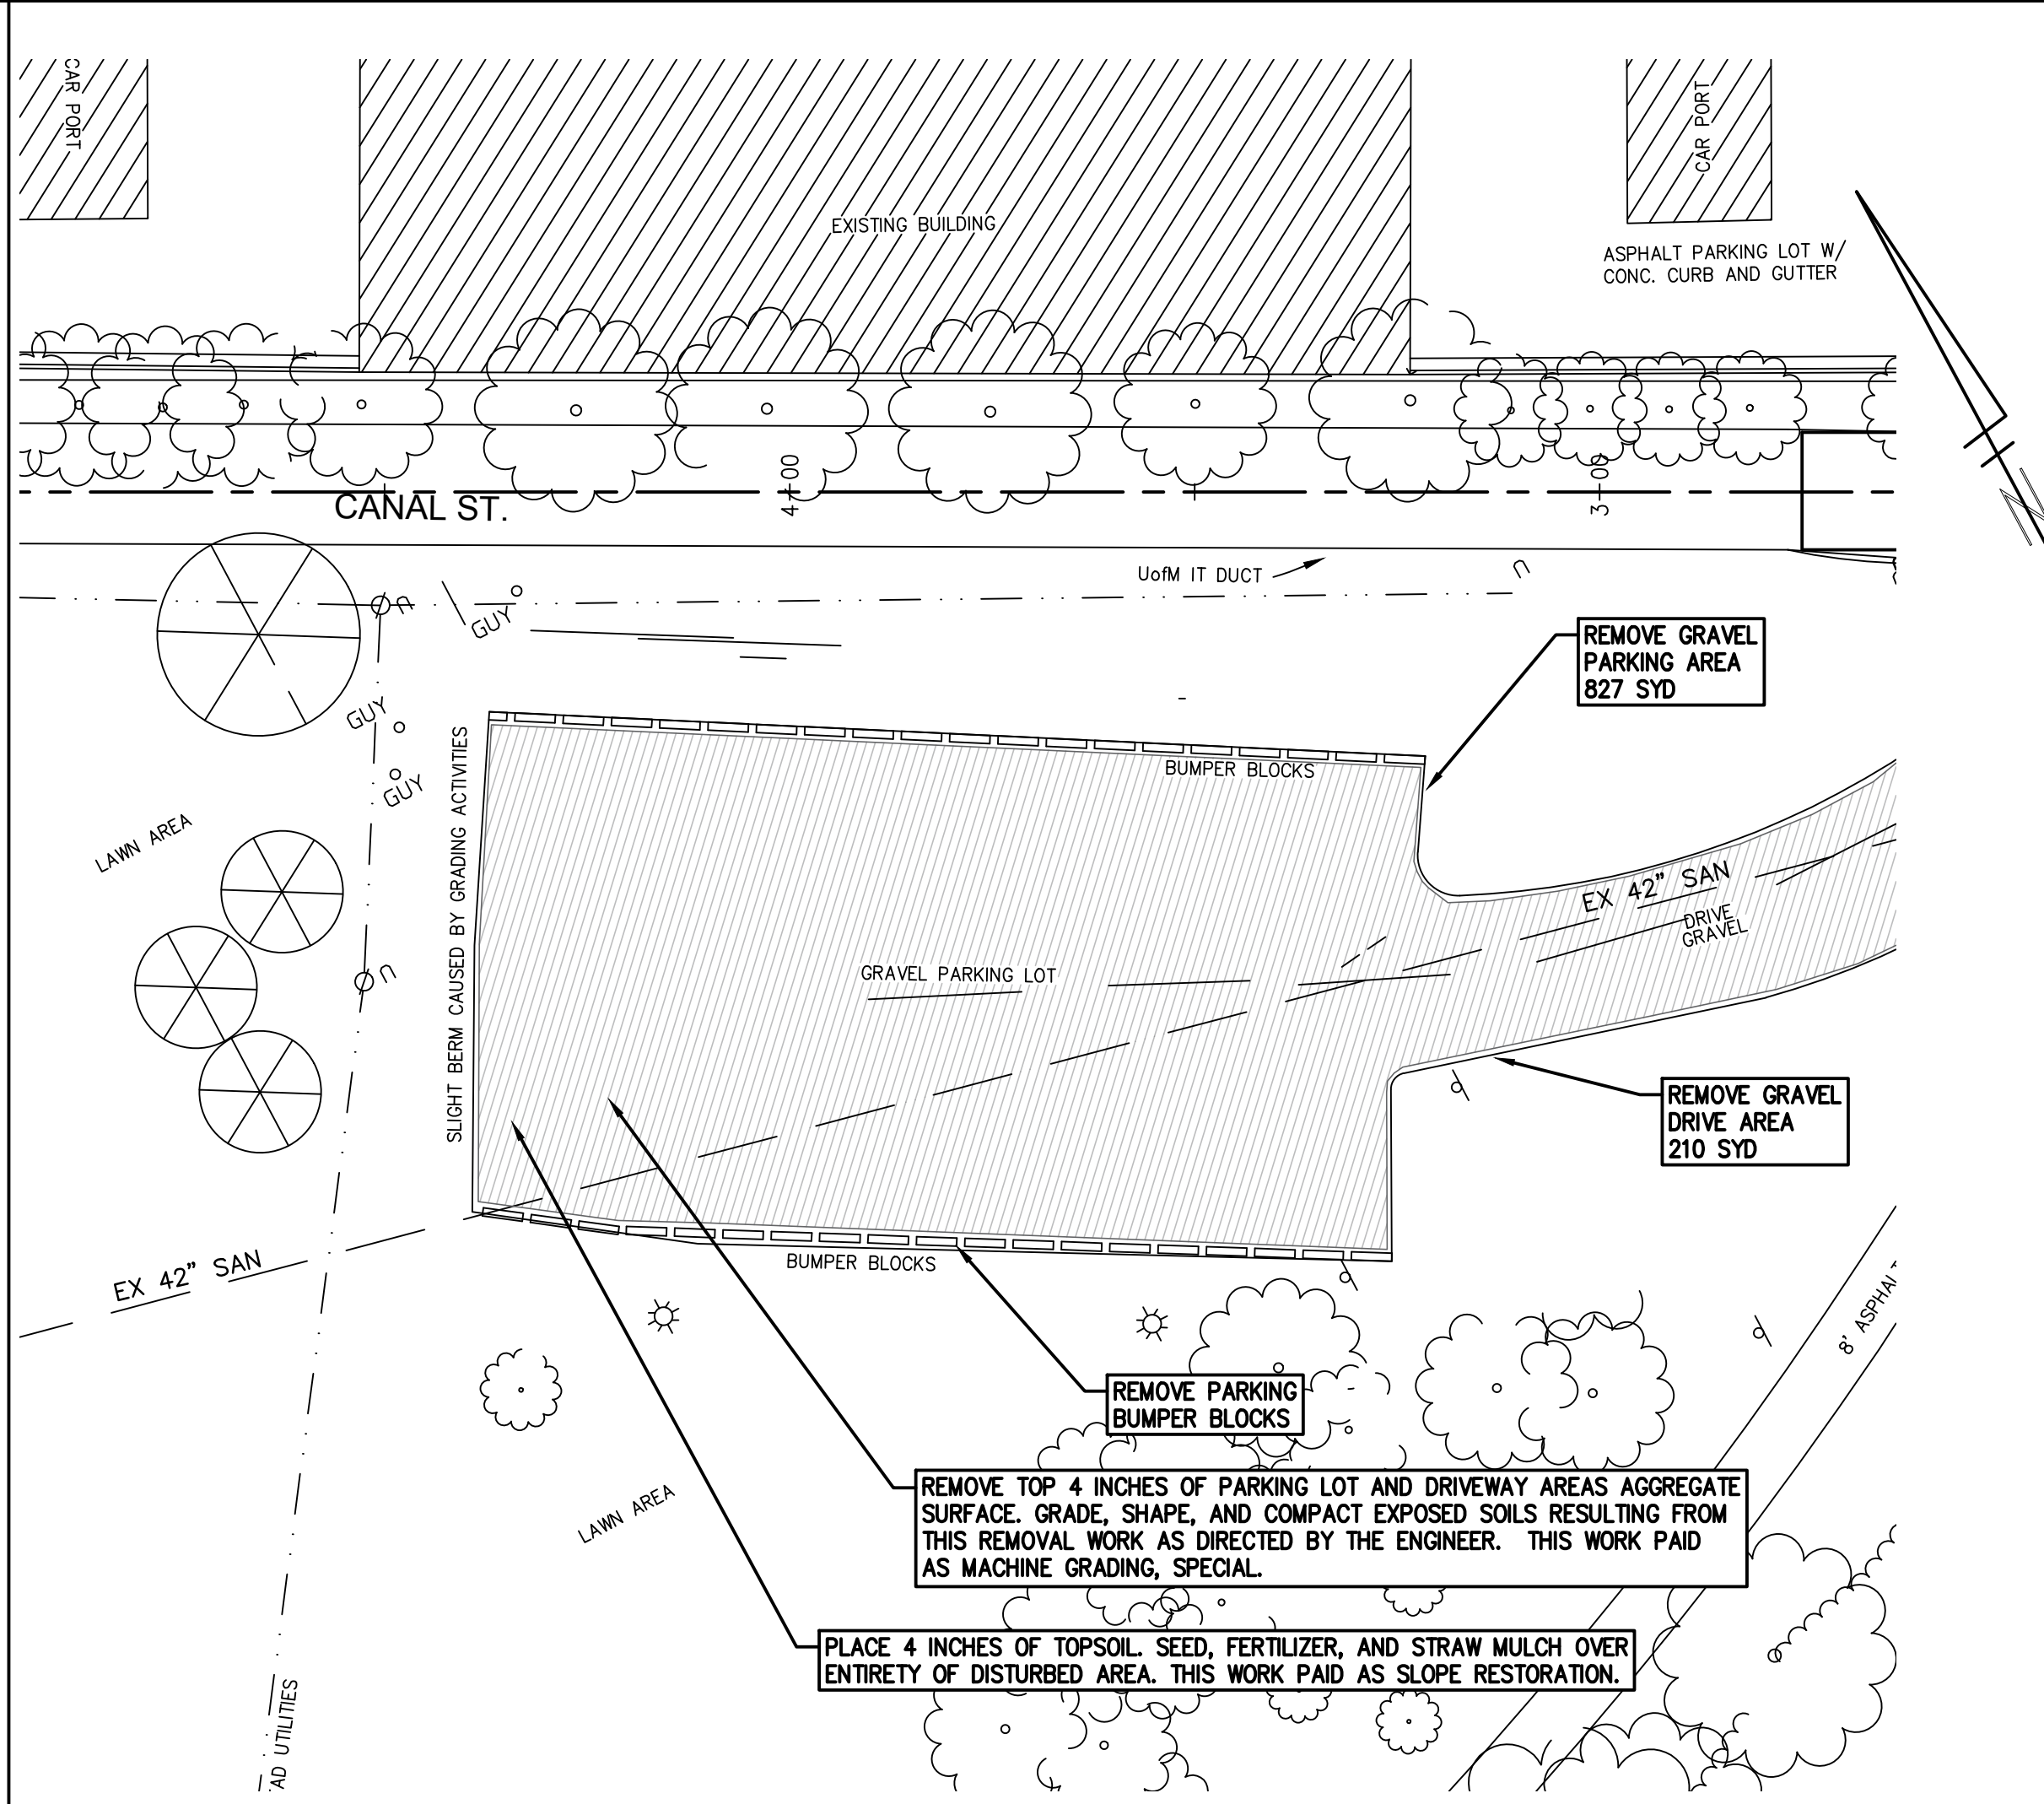 CAR PORT
CAR PORT
EXISTING BUILDING
ASPHALT PARKING LOT W/
CONC. CURB AND GUTTER
4+00
3+00
CANAL ST.
UofM IT DUCT
GUY
REMOVE GRAVEL
PARKING AREA
827 SYD
GUY
GUY
BUMPER BLOCKS
SLIGHT BERM CAUSED BY GRADING ACTIVITIES
LAWN AREA
EX 42" SAN
DRIVE
GRAVEL
GRAVEL PARKING LOT
REMOVE GRAVEL
DRIVE AREA
210 SYD
EX 42" SAN
BUMPER BLOCKS
8' ASPHALT
REMOVE PARKING
BUMPER BLOCKS
LAWN AREA
REMOVE TOP 4 INCHES OF PARKING LOT AND DRIVEWAY AREAS AGGREGATE
SURFACE. GRADE, SHAPE, AND COMPACT EXPOSED SOILS RESULTING FROM
THIS REMOVAL WORK AS DIRECTED BY THE ENGINEER. THIS WORK PAID
AS MACHINE GRADING, SPECIAL.
PLACE 4 INCHES OF TOPSOIL. SEED, FERTILIZER, AND STRAW MULCH OVER
ENTIRETY OF DISTURBED AREA. THIS WORK PAID AS SLOPE RESTORATION.
AD UTILITIES